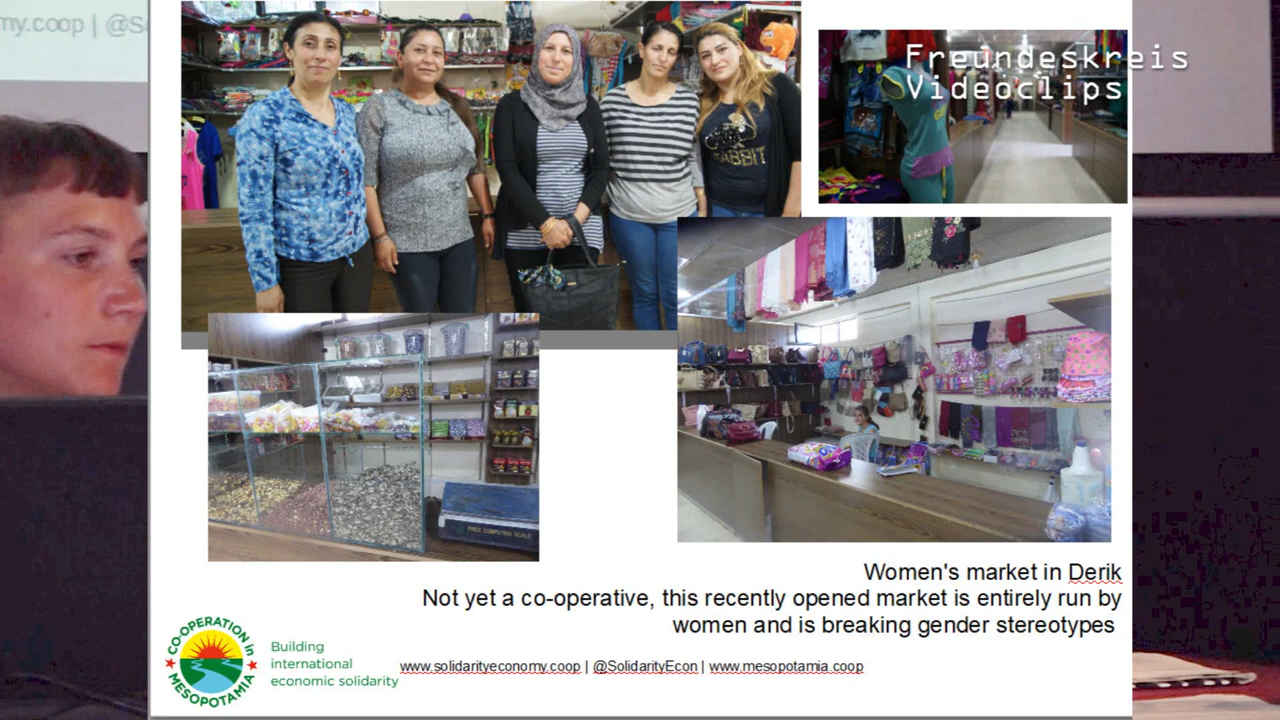 my.coop | @S
Freundeskreis
Videoclips
RABBIT
PRICE COMPUTING SCALE
Women's market in Derik
Not yet a co-operative, this recently opened market is entirely run by
women and is breaking gender stereotypes
CO-OPERATION in
MESOPOTAMIA
Building
international
economic solidarity
www.solidarityeconomy.coop | @SolidarityEcon | www.mesopotamia.coop